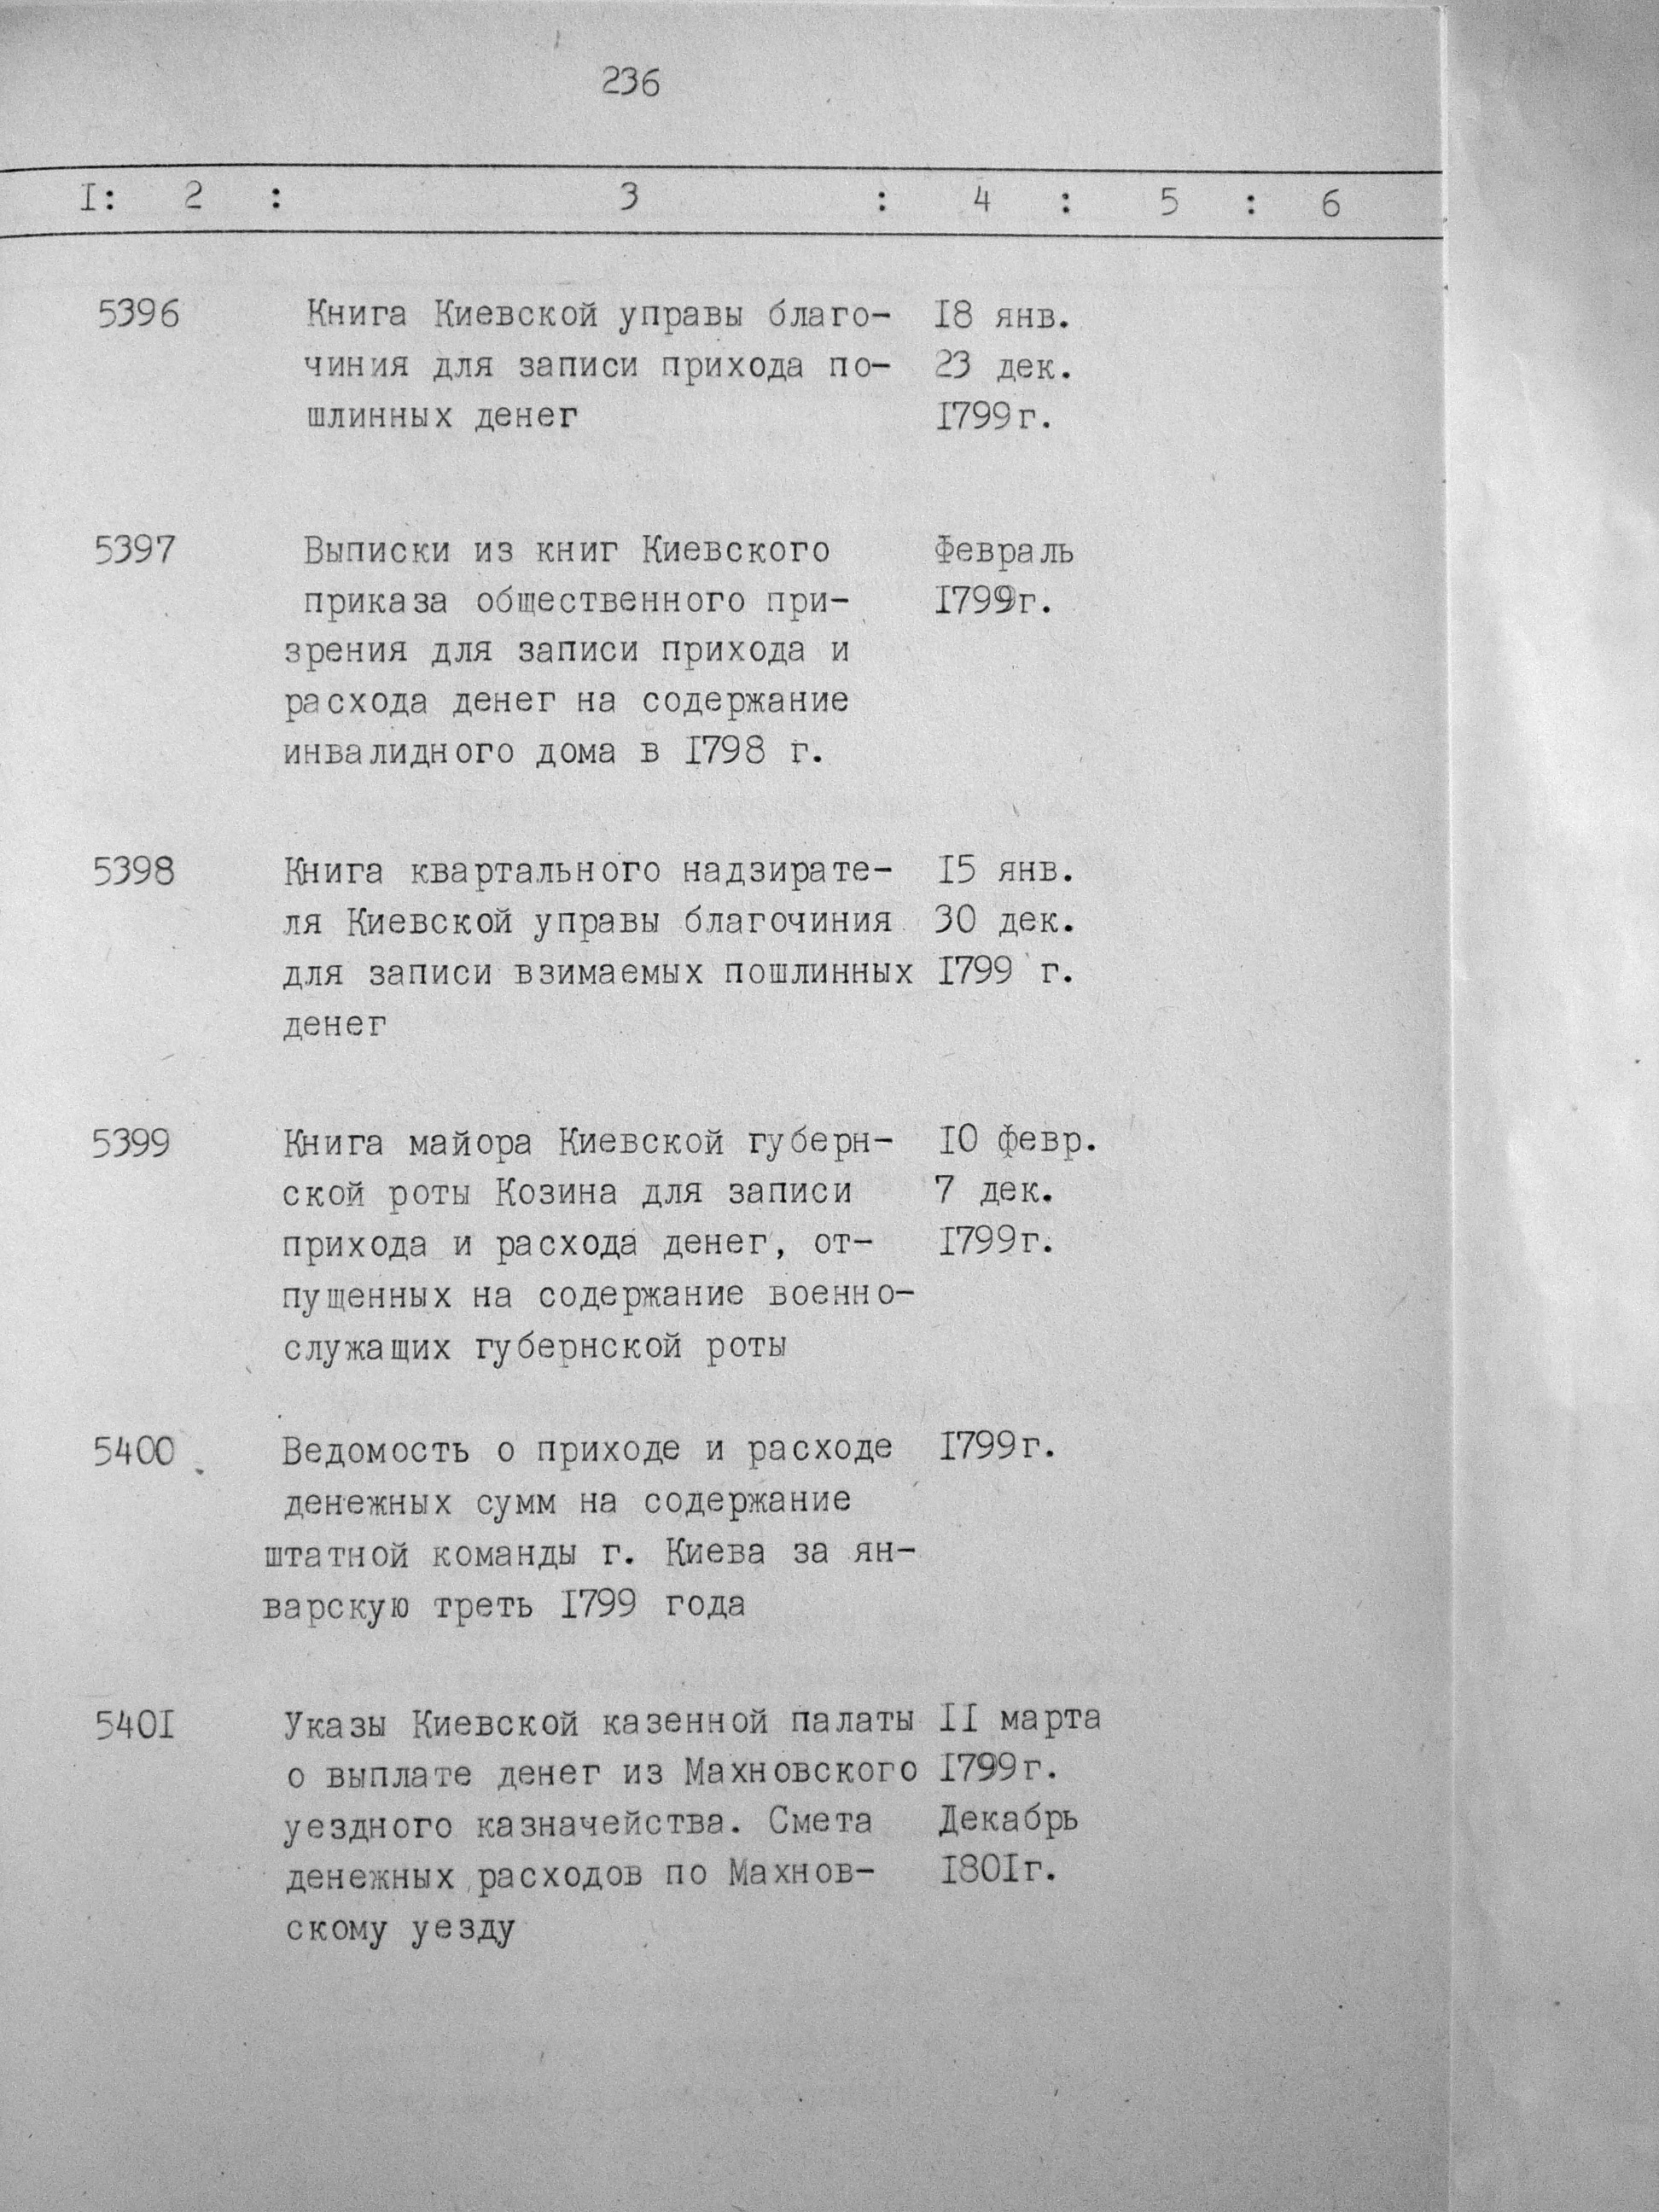 236
I: 2 : 3 : 4 : 5 : 6
5396 Книга Киевской управы благо- I8 янв.
чиния для записи прихода по- 23 дек.
шлинных денег I799г.
5397 Выписки из книг Киевского Февраль
приказа общественного при- I799г.
зрения для записи прихода и
расхода денег на содержание
инвалидного дома в I798 г.
5398 Книга квартального надзирате- I5 янв.
ля Киевской управы благочиния 30 дек.
для записи взимаемых пошлинных I799 г.
денег
5399 Книга майора Киевской губерн- IO февр.
ской роты Козина для записи 7 дек.
прихода и расхода денег, от- I799г.
пущенных на содержание военно-
служащих губернской роты
5400 Ведомость о приходе и расходе I799г.
денежных сумм на содержание
штатной команды г. Киева за ян-
варскую треть I799 года
540I Указы Киевской казенной палаты II марта
о выплате денег из Махновского I799г.
уездного казначейства. Смета Декабрь
денежных расходов по Махнов- I80Iг.
скому уезду